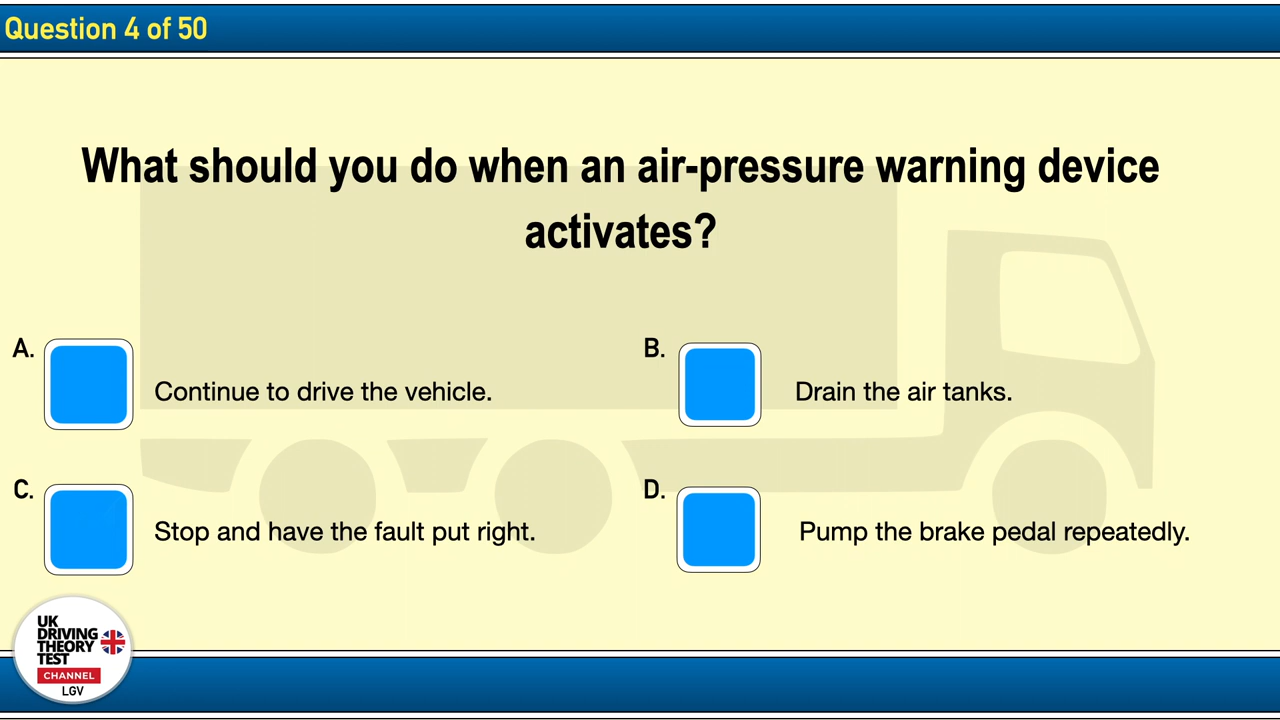 Question 4 of 50
What should you do when an air-pressure warning device
activates?
A.
Continue to drive the vehicle.
B.
Drain the air tanks.
C.
Stop and have the fault put right.
D.
Pump the brake pedal repeatedly.
UK
DRIVING
THEORY
TEST
CHANNEL
LGV